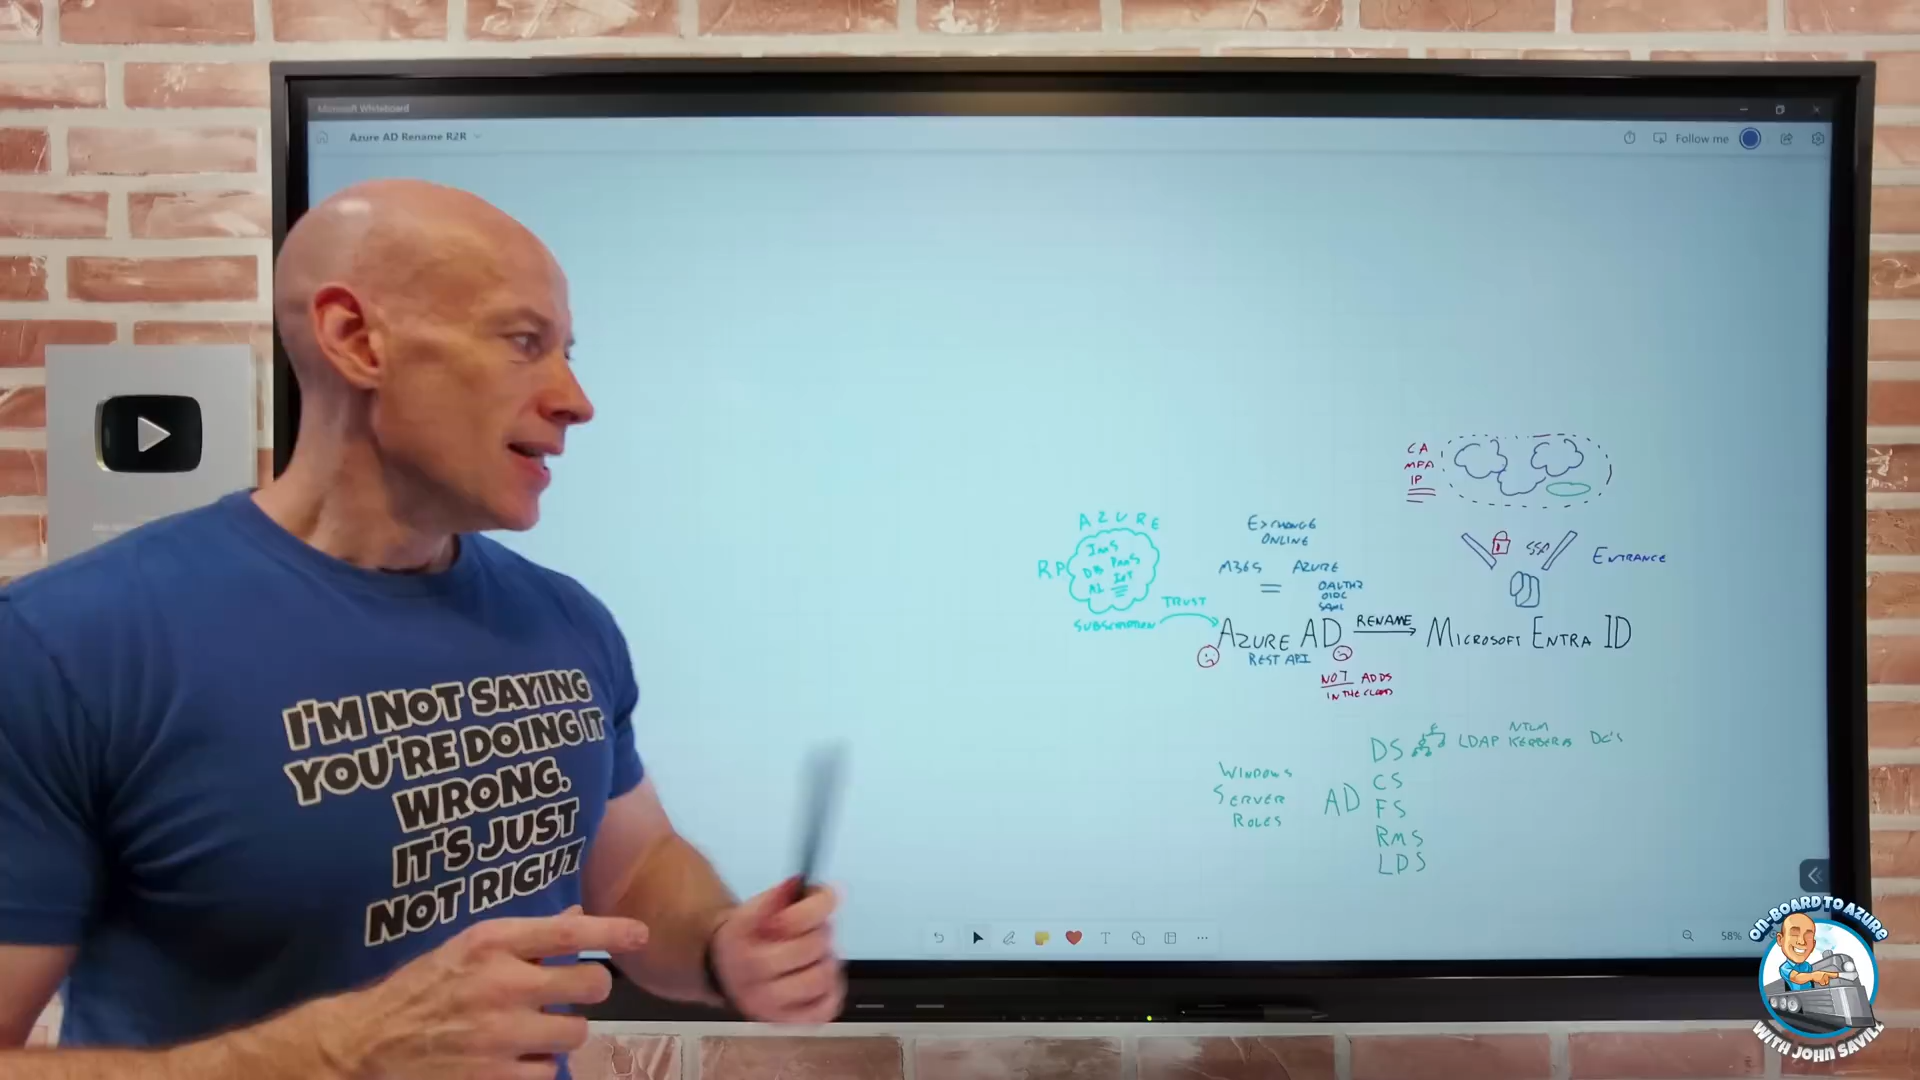 Microsoft Whiteboard
Azure AD Rename R2R
Follow me
CA
MFA
IP
AZURE
RP
IaaS
DB PaaS
AI IoT
SUBSCRIPTION
TRUST
EXCHANGE
ONLINE
M365 AZURE
OAUTH2
OIDC
SAML
ENTRANCE
AZURE AD
RENAME
MICROSOFT ENTRA ID
REST API
NOT ADDS
IN THE CLOUD
WINDOWS
SERVER
ROLES
AD
DS
LDAP
NTLM
KERBEROS
DC'S
CS
FS
RMS
LDS
58%
I'M NOT SAYING
YOU'RE DOING IT
WRONG.
IT'S JUST
NOT RIGHT
ON-BOARD TO AZURE
WITH JOHN SAVILL